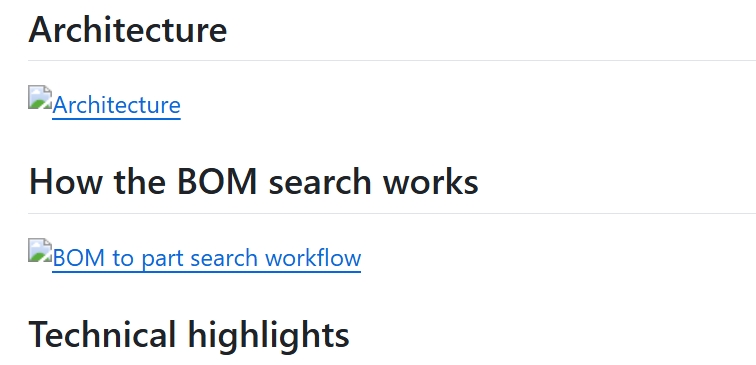 Architecture
Architecture
How the BOM search works
BOM to part search workflow
Technical highlights